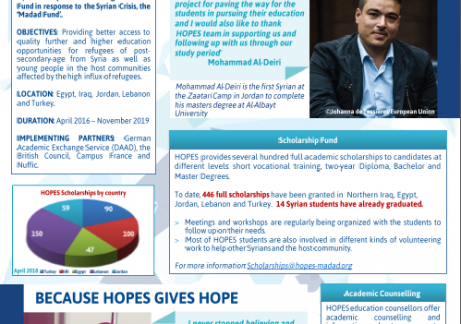 Fund in response to the Syrian Crisis, the
'Madad Fund'.
OBJECTIVES: Providing better access to
quality further and higher education
opportunities for refugees of post-
secondary-age from Syria as well as
young people in the host communities
affected by the high influx of refugees.
LOCATION: Egypt, Iraq, Jordan, Lebanon
and Turkey.
DURATION: April 2016 – November 2019
IMPLEMENTING PARTNERS: German
Academic Exchange Service (DAAD), the
British Council, Campus France and
Nuffic.
HOPES Scholarships by country
59
90
150
100
47
April 2018
Turkey
Egypt
Lebanon
Jordan
project for paving the way for the
students in pursuing their education
and I would also like to thank
HOPES team in supporting us and
following up with us through our
study period
Mohammad Al-Deiri
Mohammad Al-Deiri is the first Syrian at
the Zaatari Camp in Jordan to complete
his masters degree at Al-Albayt
University
©Johanna de Tessières/European Union
Scholarship Fund
HOPES provides several hundred full academic scholarships to candidates at
different levels: short vocational training, two-year Diploma, Bachelor and
Master Degrees.
To date, 446 full scholarships have been granted in Northern Iraq, Egypt,
Jordan, Lebanon and Turkey. 14 Syrian students have already graduated.
> Meetings and workshops are regularly being organized with the students to
follow upon their needs.
> Most of HOPES students are also involved in different kinds of volunteering
work to help other Syrians and the host community.
For more information: Scholarships@hopes-madad.org
BECAUSE HOPES GIVES HOPE
I never stopped believing and
Academic Counselling
HOPES education counsellors offer
academic counselling and